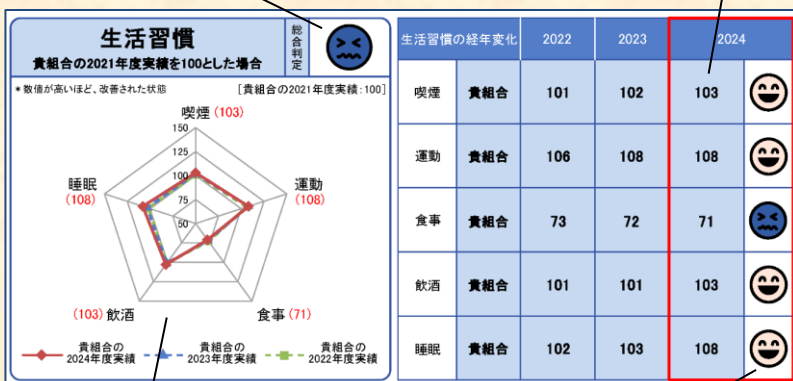 生活習慣
貴組合の2021年度実績を100とした場合
総合判定
*数値が高いほど、改善された状態
[貴組合の2021年度実績:100]
喫煙(103)
150
125
100
75
50
運動
(108)
食事(71)
(103)飲酒
睡眠
(108)
貴組合の
2024年度実績
貴組合の
2023年度実績
貴組合の
2022年度実績
生活習慣の経年変化 2022 2023 2024
喫煙 貴組合 101 102 103
運動 貴組合 106 108 108
食事 貴組合 73 72 71
飲酒 貴組合 101 101 103
睡眠 貴組合 102 103 108